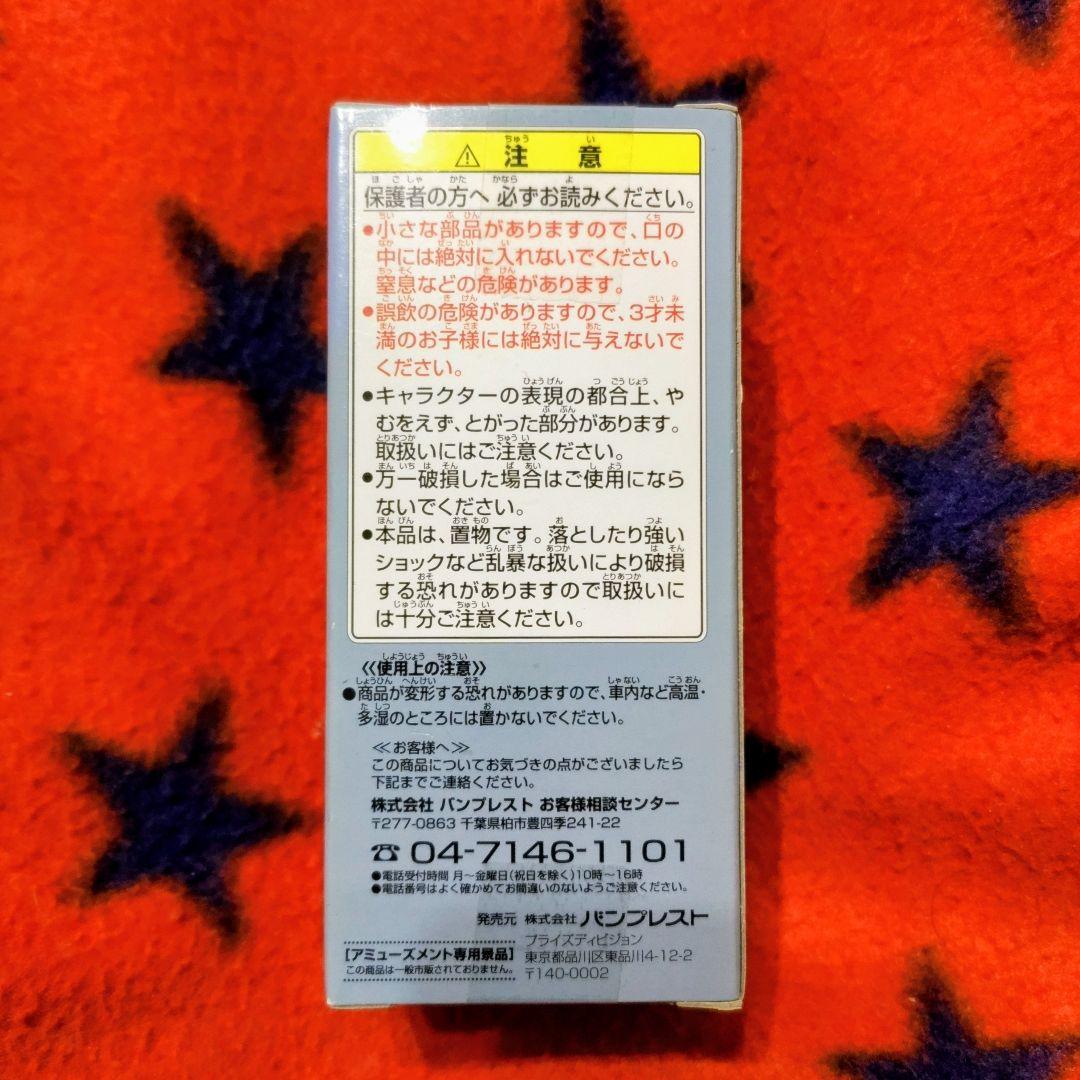 ⚠ 注意
保護者の方へ 必ずお読みください。
●小さな部品がありますので、口の
中には絶対に入れないでください。
窒息などの危険があります。
●誤飲の危険がありますので、3才未
満のお子様には絶対に与えないで
ください。
●キャラクターの表現の都合上、や
むをえず、とがった部分があります。
取扱いにはご注意ください。
●万一破損した場合はご使用になら
ないでください。
●本品は、置物です。落としたり強い
ショックなど乱暴な扱いにより破損
する恐れがありますので取扱いに
は十分ご注意ください。
《使用上の注意》
●商品が変形する恐れがありますので、車内など高温・
多湿のところには置かないでください。
≪お客様へ≫
この商品についてお気づきの点がございましたら
下記までご連絡ください。
株式会社 バンプレスト お客様相談センター
〒277-0863 千葉県柏市豊四季241-22
☎ 04-7146-1101
●電話受付時間 月〜金曜日(祝日を除く)10時〜16時
●電話番号はよく確かめてお間違いのないようご注意ください。
発売元 株式会社 バンプレスト
プライズディビジョン
東京都品川区東品川4-12-2
〒140-0002
[アミューズメント専用景品]
この商品は一般市販されておりません。